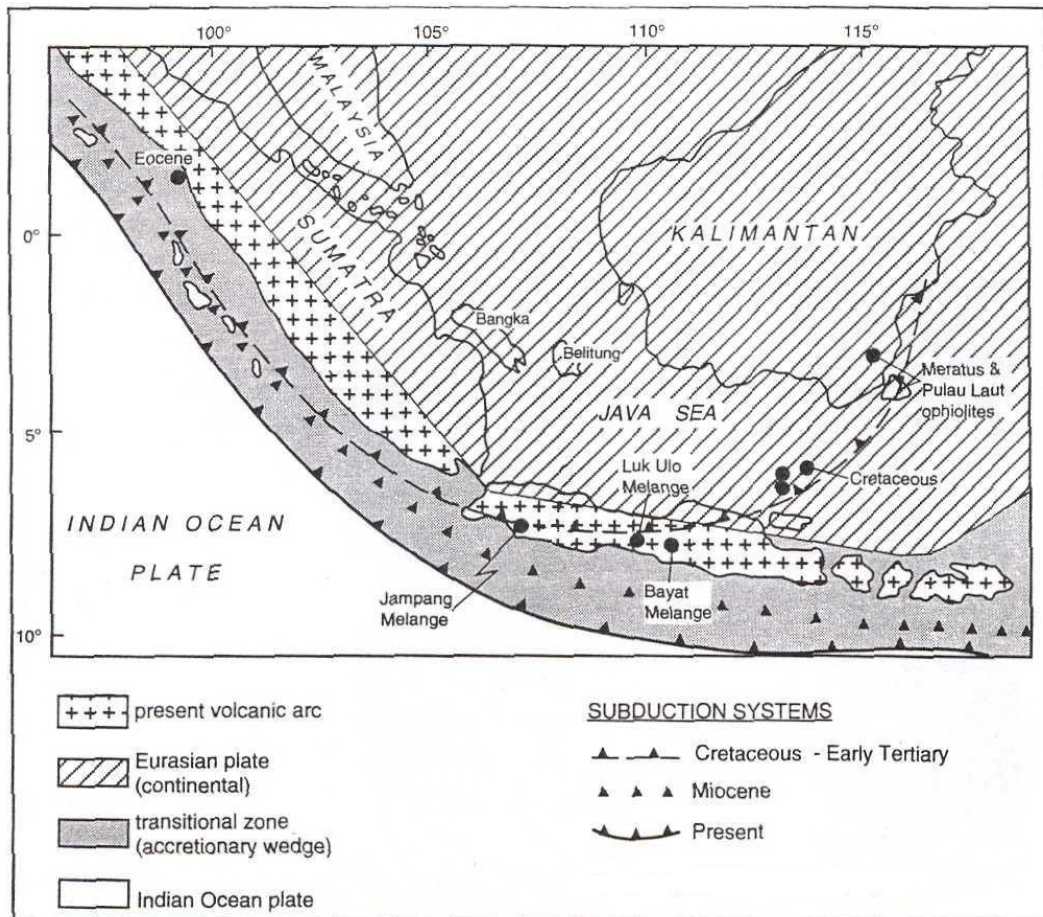 100°
105°
110°
115°
MALAYSIA
Eocene
0°
SUMATRA
KALIMANTAN
Bangka
Belitung
Meratus &
Pulau Laut
ophiolites
JAVA SEA
5°
Luk Ulo
Melange
Cretaceous
INDIAN OCEAN
PLATE
Jampang
Melange
Bayat
Melange
10°
present volcanic arc
Eurasian plate
(continental)
transitional zone
(accretionary wedge)
Indian Ocean plate
SUBDUCTION SYSTEMS
Cretaceous - Early Tertiary
Miocene
Present